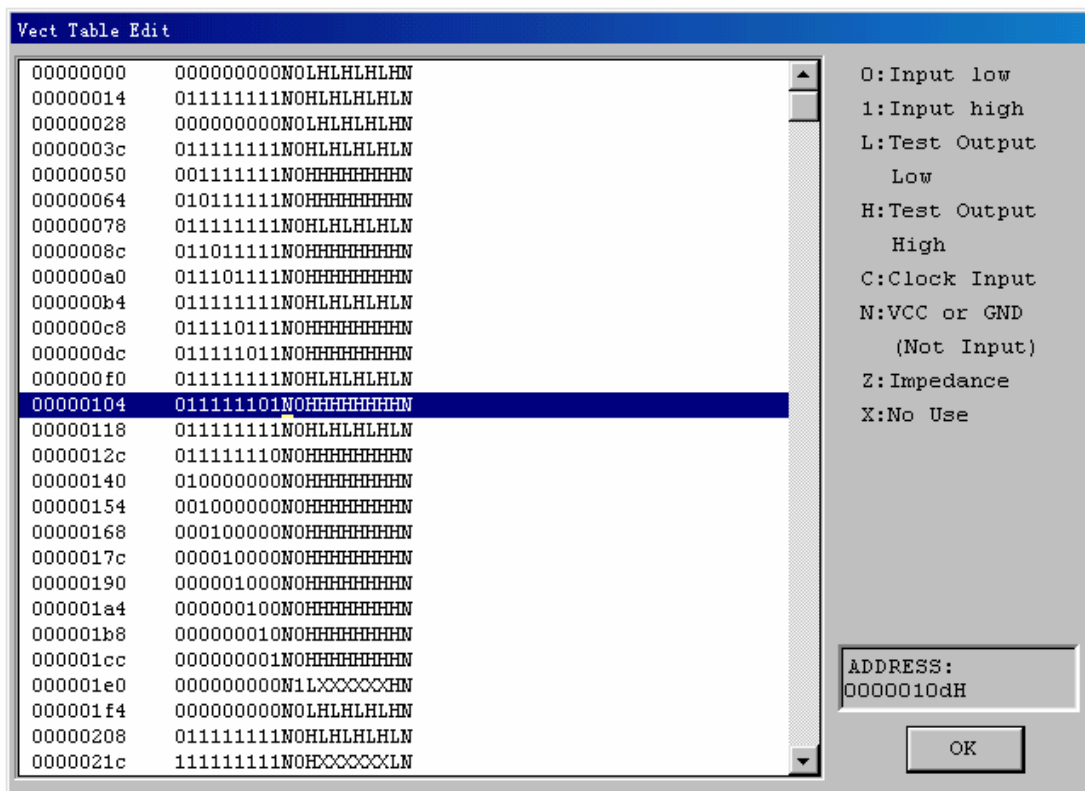 Vect Table Edit
00000000 000000000N0LHLHLHLHN
00000014 011111111N0HLHLHLHLN
00000028 000000000N0LHLHLHLHN
0000003c 011111111N0HLHLHLHLN
00000050 001111111N0HHHHHHHHN
00000064 010111111N0HHHHHHHHN
00000078 011111111N0HLHLHLHLN
0000008c 011011111N0HHHHHHHHN
000000a0 011101111N0HHHHHHHHN
000000b4 011111111N0HLHLHLHLN
000000c8 011110111N0HHHHHHHHN
000000dc 011111011N0HHHHHHHHN
000000f0 011111111N0HLHLHLHLN
00000104 011111101N0HHHHHHHHN
00000118 011111111N0HLHLHLHLN
0000012c 011111110N0HHHHHHHHN
00000140 010000000N0HHHHHHHHN
00000154 001000000N0HHHHHHHHN
00000168 000100000N0HHHHHHHHN
0000017c 000010000N0HHHHHHHHN
00000190 000001000N0HHHHHHHHN
000001a4 000000100N0HHHHHHHHN
000001b8 000000010N0HHHHHHHHN
000001cc 000000001N0HHHHHHHHN
000001e0 000000000N1LXXXXXXHN
000001f4 000000000N0LHLHLHLHN
00000208 011111111N0HLHLHLHLN
0000021c 111111111N0HXXXXXXLN
0:Input low
1:Input high
L:Test Output
Low
H:Test Output
High
C:Clock Input
N:VCC or GND
(Not Input)
Z:Impedance
X:No Use
ADDRESS:
0000010dH
OK